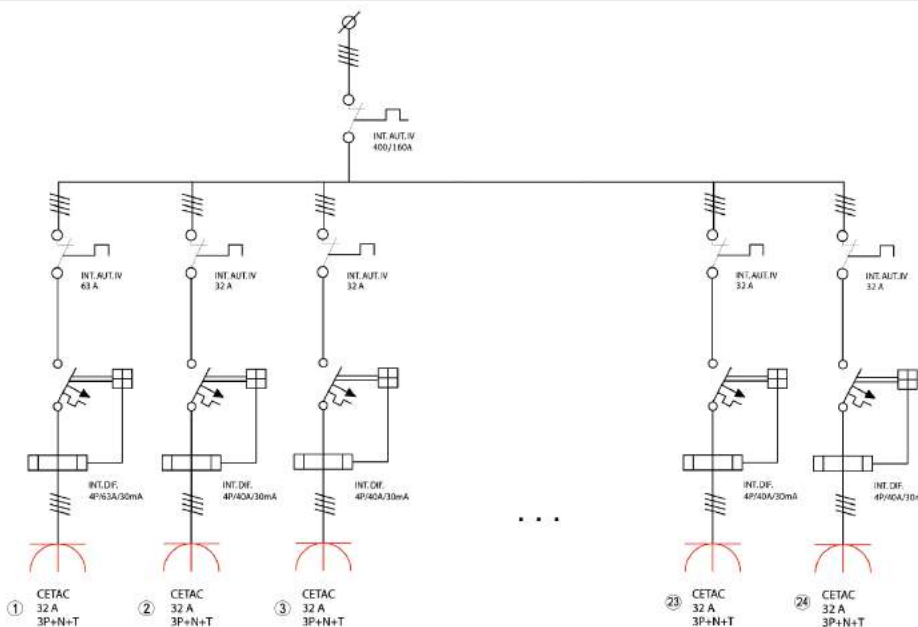 INT. AUT. IV
400/160A
INT. AUT. IV
63 A
INT. AUT. IV
32 A
INT. AUT. IV
32 A
INT. AUT. IV
32 A
INT. AUT. IV
32 A
INT. DIF.
4P/63A/30mA
INT. DIF.
4P/40A/30mA
INT. DIF.
4P/40A/30mA
INT. DIF.
4P/40A/30mA
INT. DIF.
4P/40A/30m
. . .
1
CETAC
32 A
3P+N+T
2
CETAC
32 A
3P+N+T
3
CETAC
32 A
3P+N+T
23
CETAC
32 A
3P+N+T
24
CETAC
32 A
3P+N+T